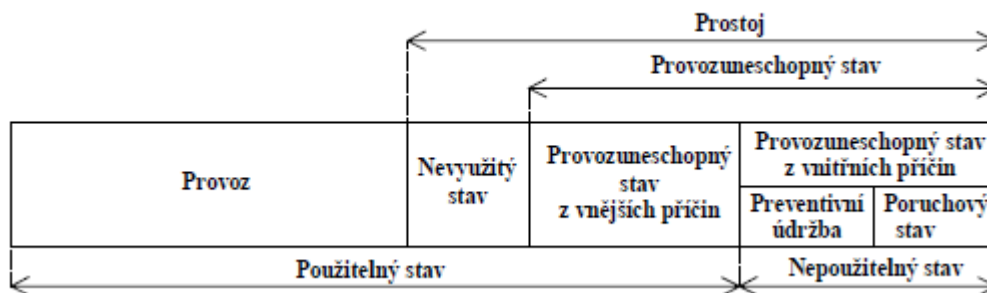 Prostoj
Provozuneschopný stav
Provoz
Nevyužitý
stav
Provozuneschopný
stav
z vnějších příčin
Provozuneschopný stav
z vnitřních příčin
Preventivní
údržba
Poruchový
stav
Použitelný stav
Nepoužitelný stav